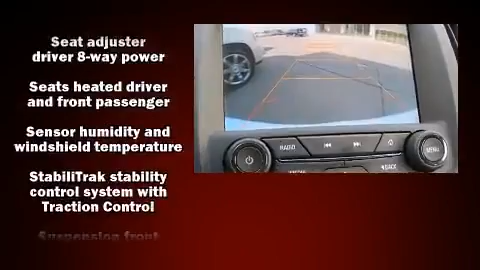 Seat adjuster
driver 8-way power
Seats heated driver
and front passenger
Sensor humidity and
windshield temperature
StabiliTrak stability
control system with
Traction Control
Suspension front
RADIO
MENU
BACK